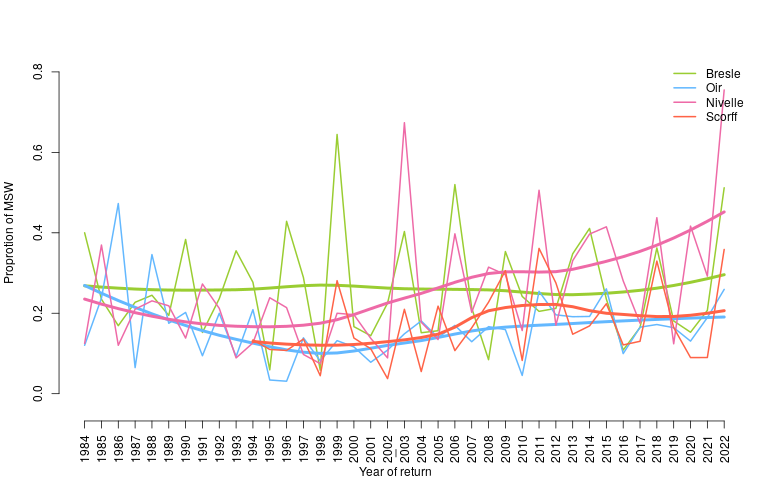 Proprotion of MSW
0.8
0.6
0.4
0.2
0.0
Bresle
Oir
Nivelle
Scorff
1984 1985 1986 1987 1988 1989 1990 1991 1992 1993 1994 1995 1996 1997 1998 1999 2000 2001 2002 2003 2004 2005 2006 2007 2008 2009 2010 2011 2012 2013 2014 2015 2016 2017 2018 2019 2020 2021 2022
Year of return